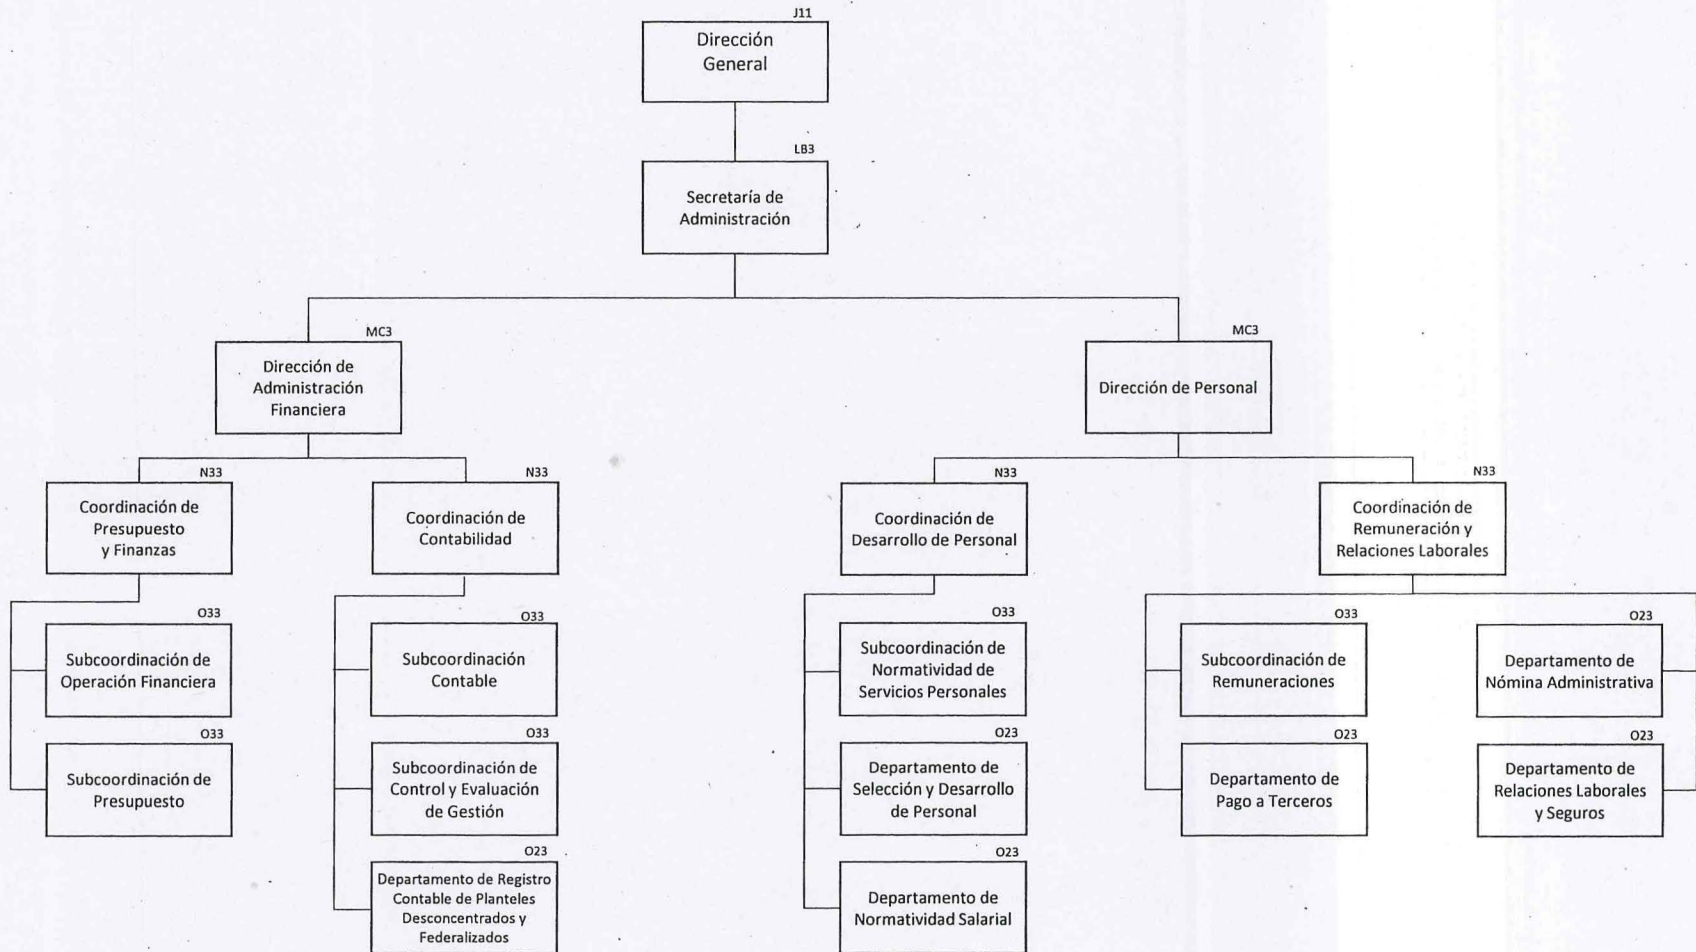 J11
Dirección
General
LB3
Secretaría de
Administración
MC3
Dirección de
Administración
Financiera
MC3
Dirección de Personal
N33
Coordinación de
Presupuesto
y Finanzas
N33
Coordinación de
Contabilidad
N33
Coordinación de
Desarrollo de Personal
N33
Coordinación de
Remuneración y
Relaciones Laborales
O33
Subcoordinación de
Operación Financiera
O33
Subcoordinación de
Presupuesto
O33
Subcoordinación
Contable
O33
Subcoordinación de
Control y Evaluación
de Gestión
O23
Departamento de Registro
Contable de Planteles
Desconcentrados y
Federalizados
O33
Subcoordinación de
Normatividad de
Servicios Personales
O23
Departamento de
Selección y Desarrollo
de Personal
O23
Departamento de
Normatividad Salarial
O33
Subcoordinación de
Remuneraciones
O23
Departamento de
Pago a Terceros
O23
Departamento de
Nómina Administrativa
O23
Departamento de
Relaciones Laborales
y Seguros